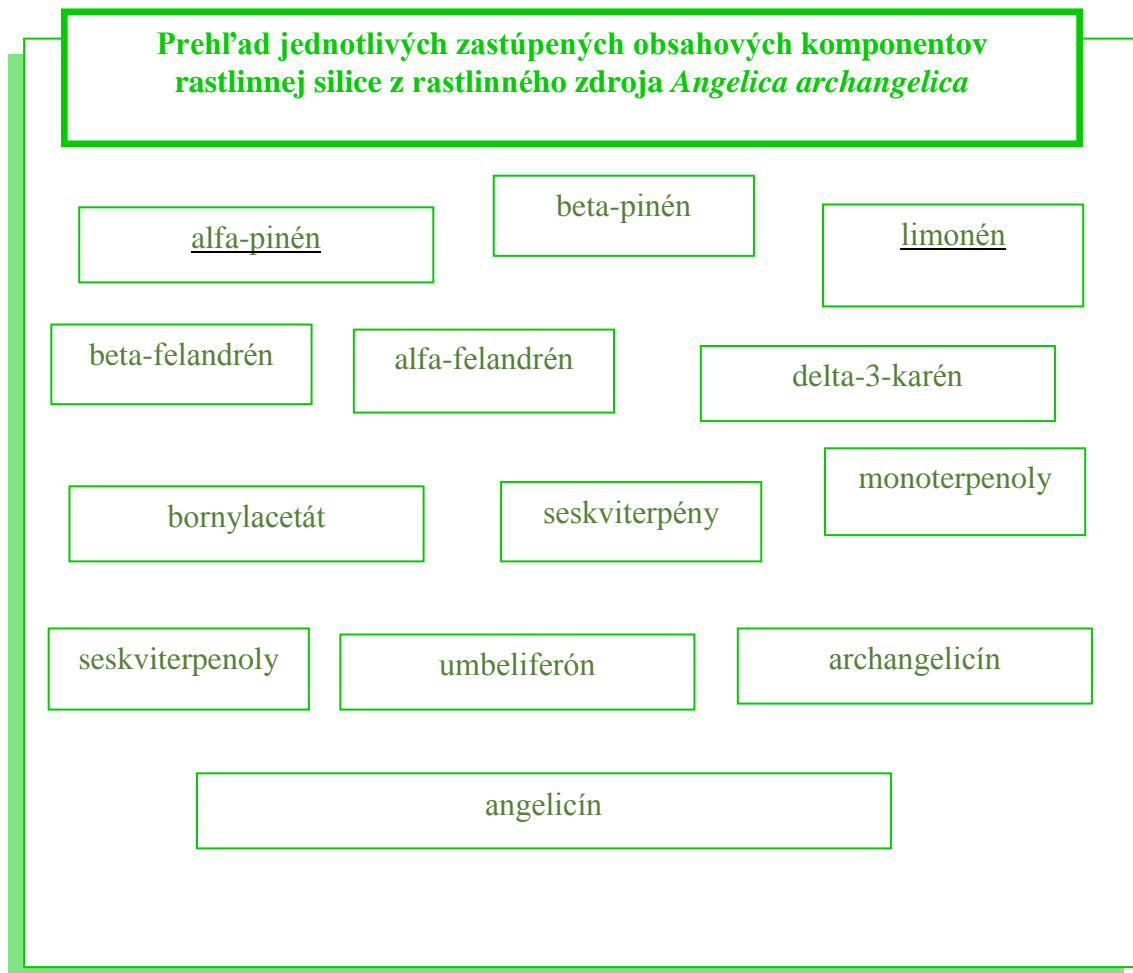 Prehľad jednotlivých zastúpených obsahových komponentov
rastlinnej silice z rastlinného zdroja Angelica archangelica
alfa-pinén
beta-pinén
limonén
beta-felandrén
alfa-felandrén
delta-3-karén
bornylacetát
seskviterpény
monoterpenoly
seskviterpenoly
umbeliferón
archangelicín
angelicín